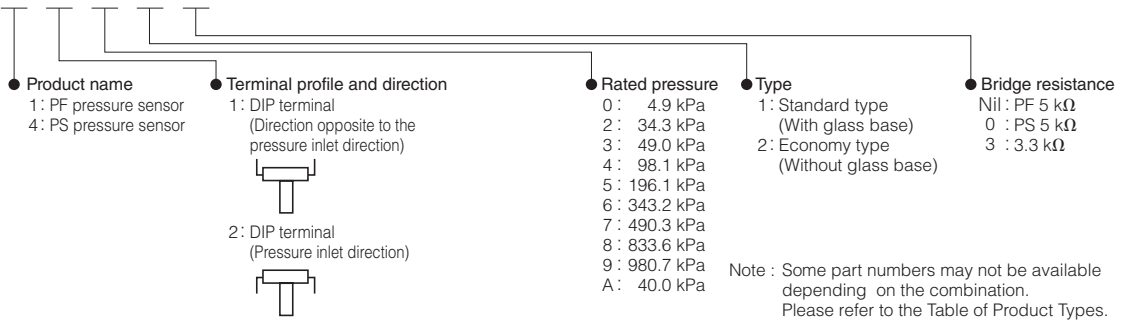 Product name
1: PF pressure sensor
4: PS pressure sensor
Terminal profile and direction
1: DIP terminal
(Direction opposite to the
pressure inlet direction)
2: DIP terminal
(Pressure inlet direction)
Rated pressure
0: 4.9 kPa
2: 34.3 kPa
3: 49.0 kPa
4: 98.1 kPa
5: 196.1 kPa
6: 343.2 kPa
7: 490.3 kPa
8: 833.6 kPa
9: 980.7 kPa
A: 40.0 kPa
Type
1: Standard type
(With glass base)
2: Economy type
(Without glass base)
Bridge resistance
Nil: PF 5 kΩ
0 : PS 5 kΩ
3 : 3.3 kΩ
Note : Some part numbers may not be available
depending on the combination.
Please refer to the Table of Product Types.